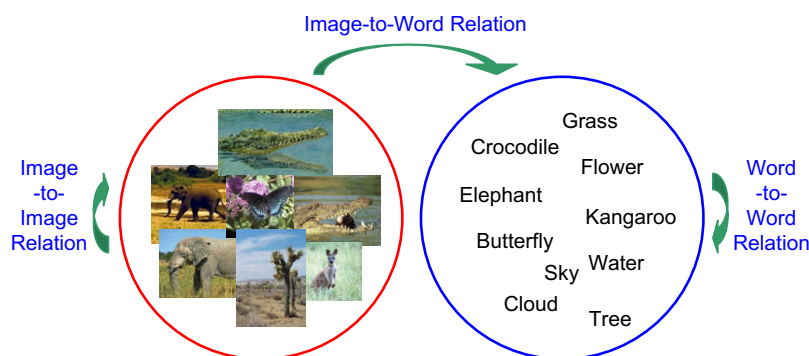 Image-to-Word Relation
Image
-to-
Image
Relation
Grass
Crocodile
Flower
Elephant
Kangaroo
Butterfly
Water
Sky
Cloud
Tree
Word
-to-
Word
Relation